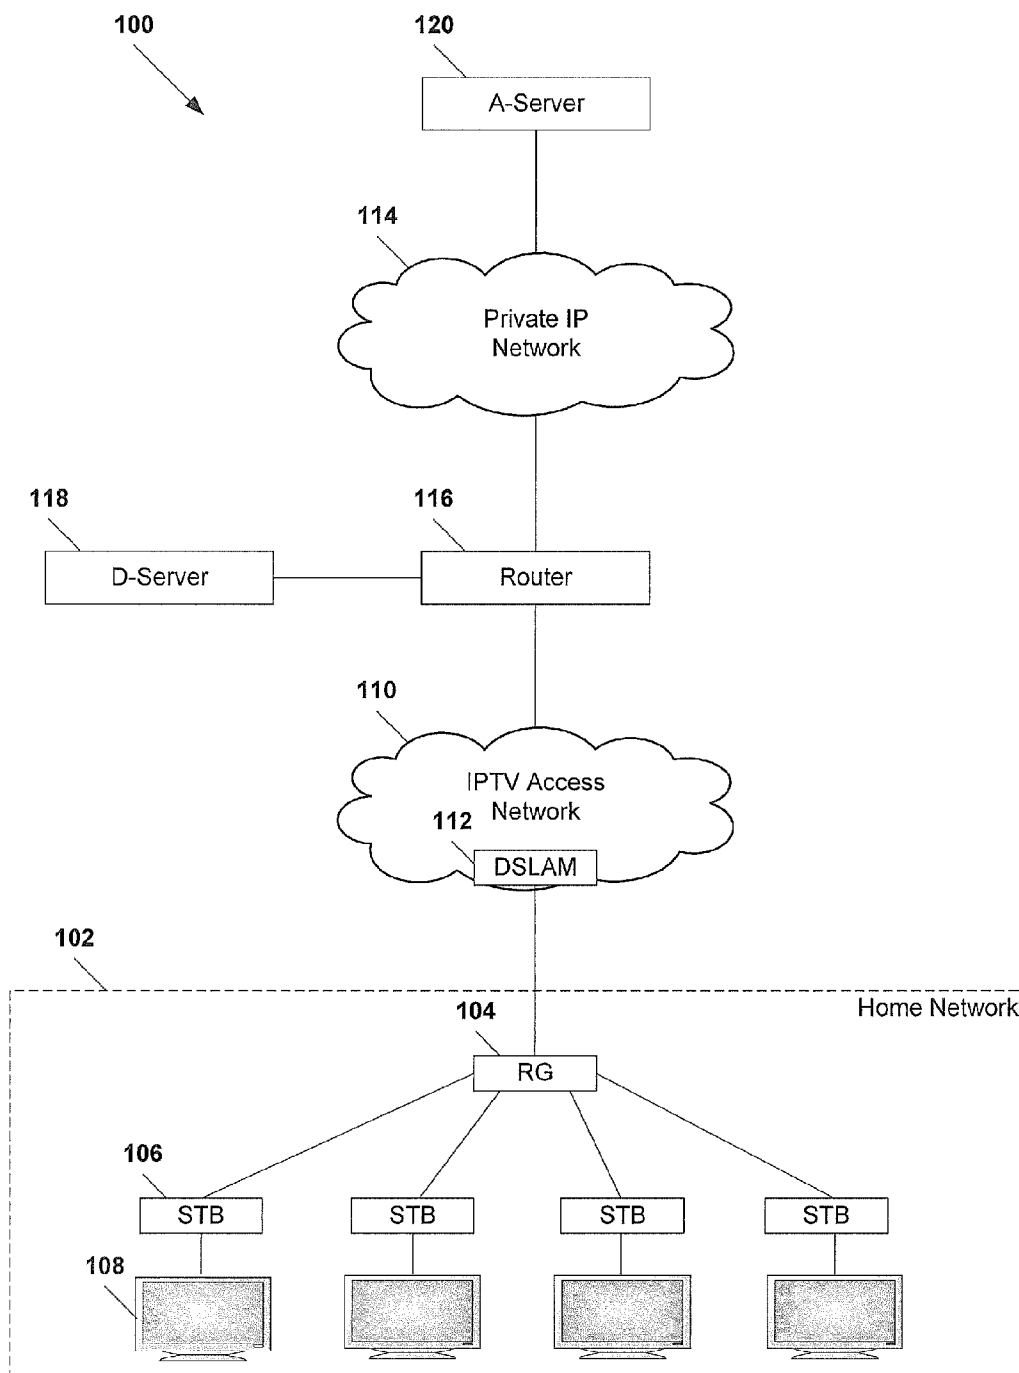 100
120
A-Server
114
Private IP
Network
118
116
D-Server
Router
110
IPTV Access
Network
112
DSLAM
102
Home Network
104
RG
106
STB
STB
STB
STB
108